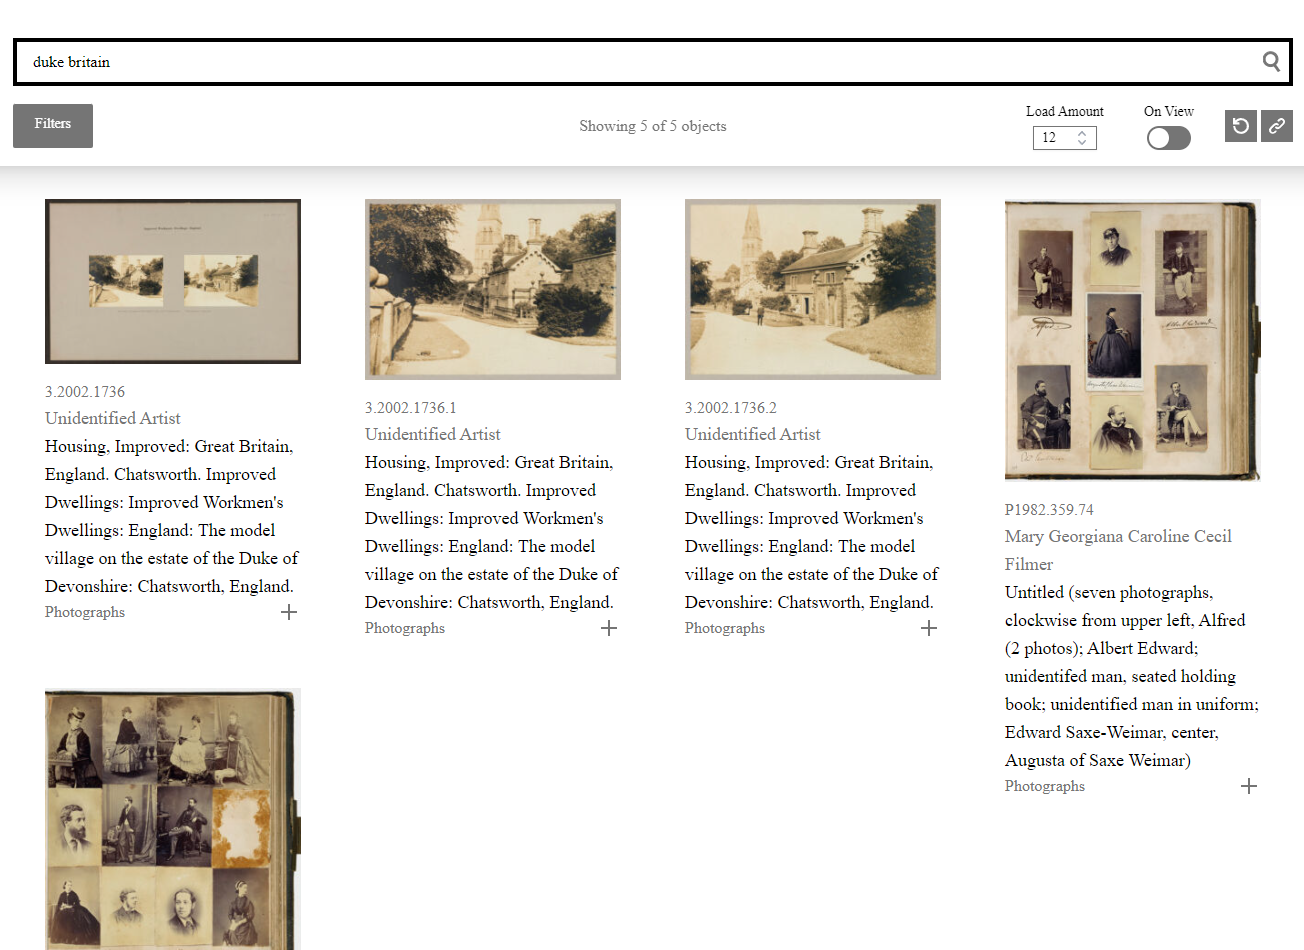 duke britain
Filters
Showing 5 of 5 objects
Load Amount
12
On View
3.2002.1736
Unidentified Artist
Housing, Improved: Great Britain,
England. Chatsworth. Improved
Dwellings: Improved Workmen's
Dwellings: England: The model
village on the estate of the Duke of
Devonshire: Chatsworth, England.
Photographs
3.2002.1736.1
Unidentified Artist
Housing, Improved: Great Britain,
England. Chatsworth. Improved
Dwellings: Improved Workmen's
Dwellings: England: The model
village on the estate of the Duke of
Devonshire: Chatsworth, England.
Photographs
3.2002.1736.2
Unidentified Artist
Housing, Improved: Great Britain,
England. Chatsworth. Improved
Dwellings: Improved Workmen's
Dwellings: England: The model
village on the estate of the Duke of
Devonshire: Chatsworth, England.
Photographs
P1982.359.74
Mary Georgiana Caroline Cecil
Filmer
Untitled (seven photographs,
clockwise from upper left, Alfred
(2 photos); Albert Edward;
unidentifed man, seated holding
book; unidentified man in uniform;
Edward Saxe-Weimar, center,
Augusta of Saxe Weimar)
Photographs